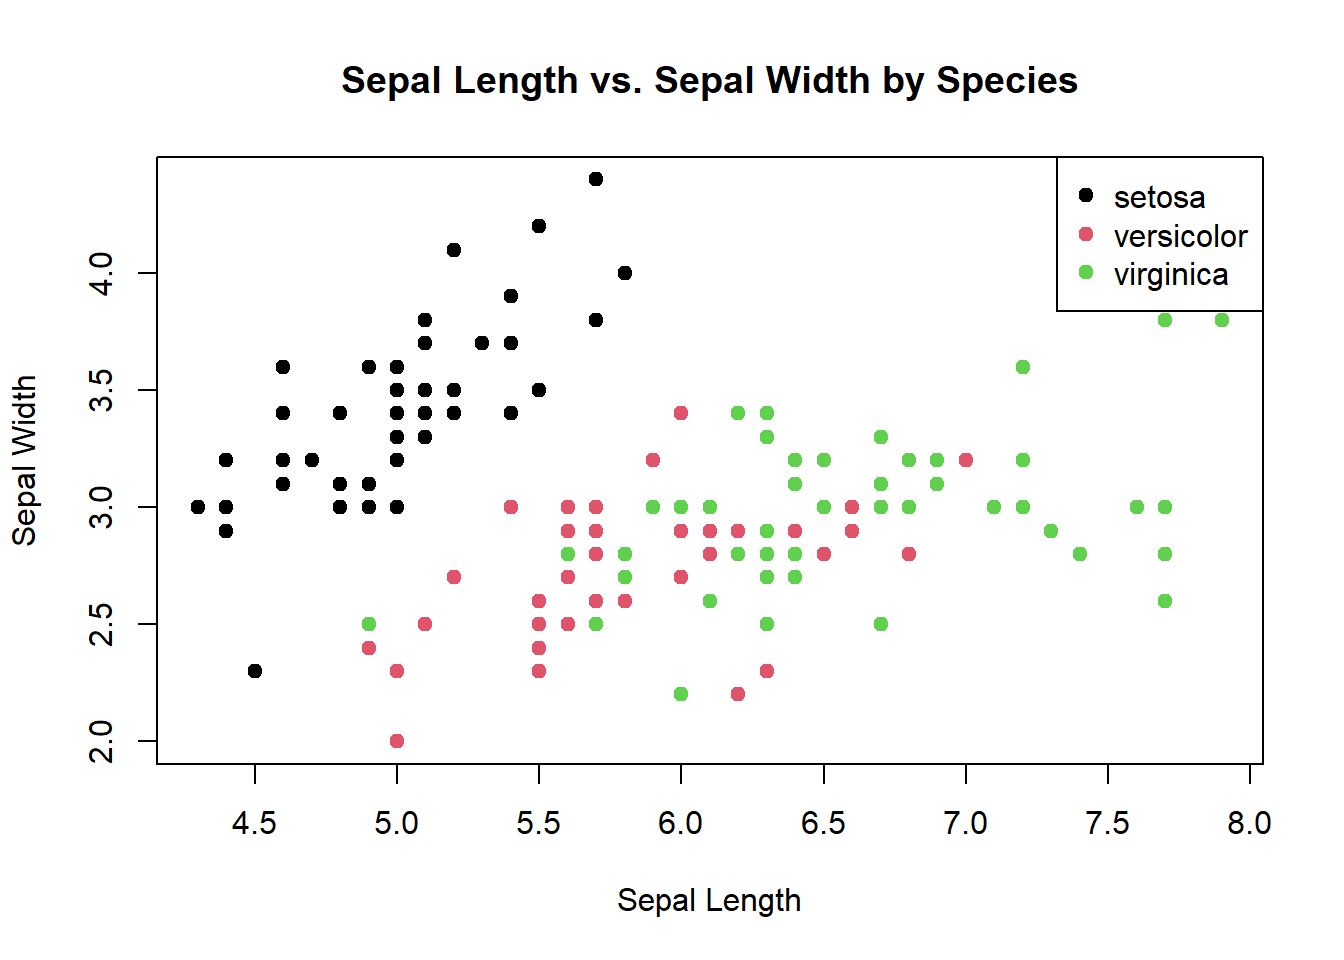 Sepal Length vs. Sepal Width by Species
setosa
versicolor
virginica
4.0
3.5
3.0
2.5
2.0
Sepal Width
4.5 5.0 5.5 6.0 6.5 7.0 7.5 8.0
Sepal Length